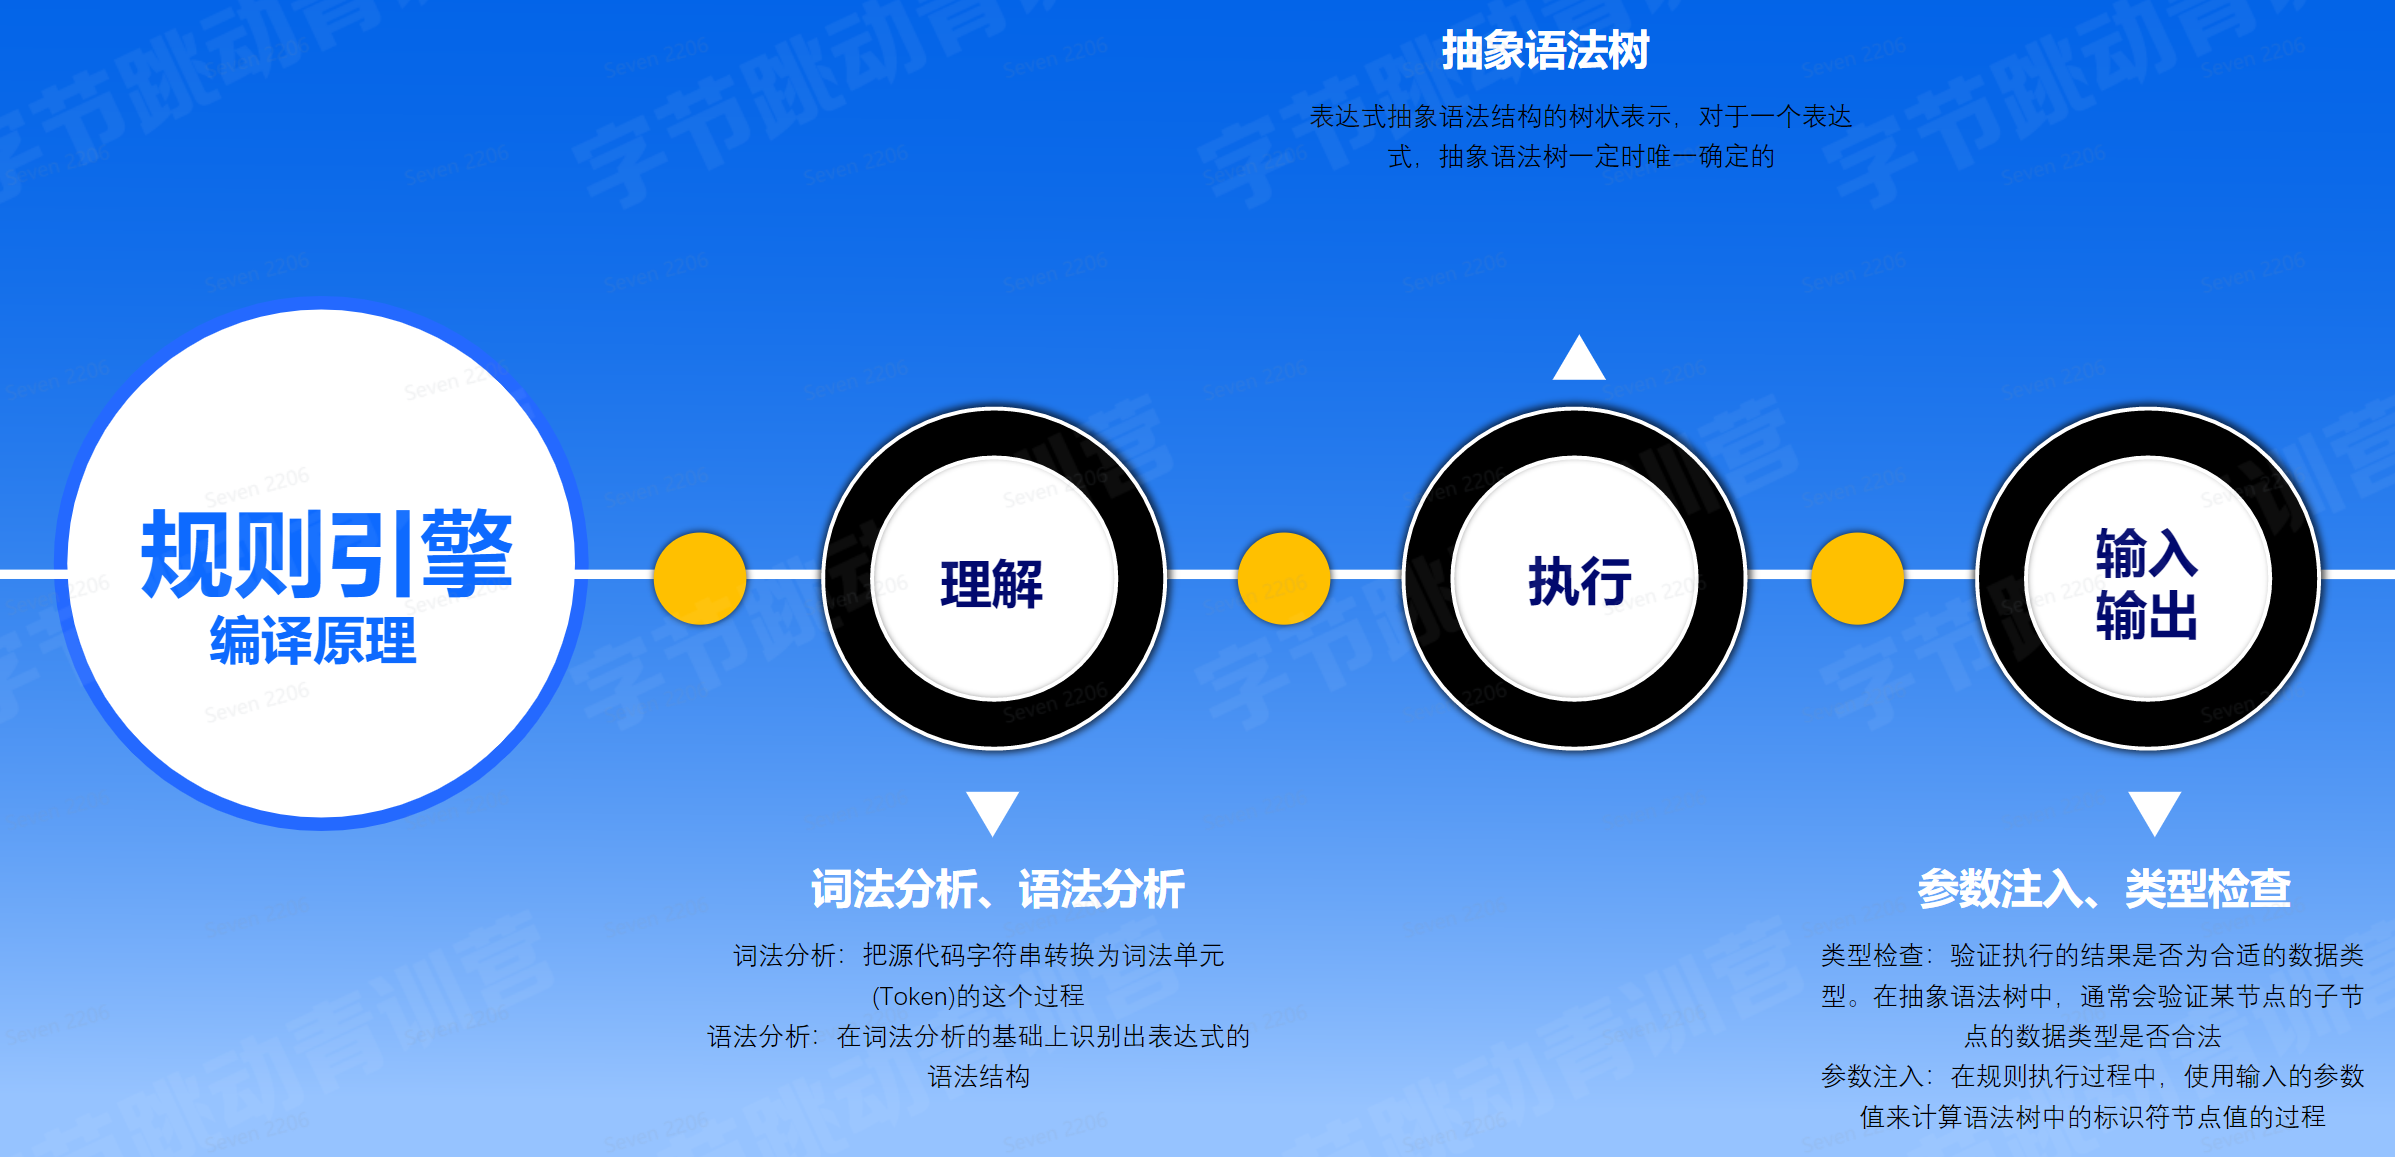 抽象语法树
表达式抽象语法结构的树状表示，对于一个表达
式，抽象语法树一定时唯一确定的
规则引擎
编译原理
理解
执行
输入
输出
词法分析、语法分析
词法分析：把源代码字符串转换为词法单元
(Token)的这个过程
语法分析：在词法分析的基础上识别出表达式的
语法结构
参数注入、类型检查
类型检查：验证执行的结果是否为合适的数据类
型。在抽象语法树中，通常会验证某节点的子节
点的数据类型是否合法
参数注入：在规则执行过程中，使用输入的参数
值来计算语法树中的标识符节点值的过程
字节跳动青训营
Seven 2206